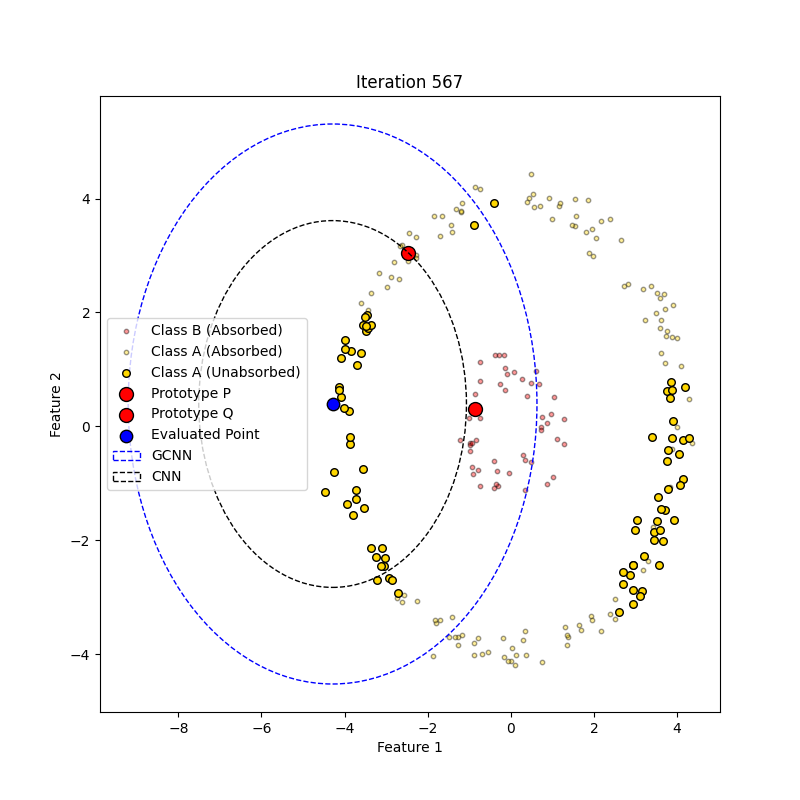 Iteration 567
Feature 2
4
2
0
−2
−4
Class B (Absorbed)
Class A (Absorbed)
Class A (Unabsorbed)
Prototype P
Prototype Q
Evaluated Point
GCNN
CNN
−8
−6
−4
−2
0
2
4
Feature 1